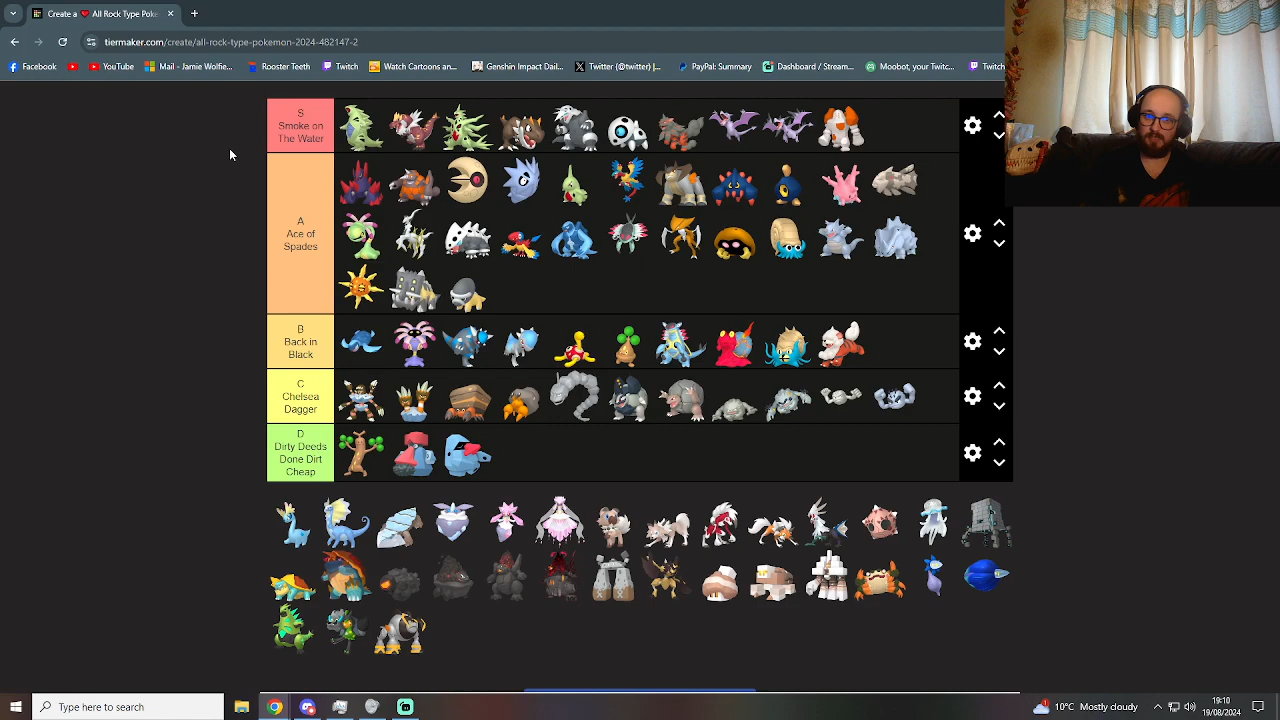 Create a ❤️ All Rock Type Poke
tiermaker.com/create/all-rock-type-pokemon-2024-482147-2
Facebook YouTube Mail - Jamie Wolfie... Rooster Teeth Twitch Watch Cartoons an... Genshin Impact Dail... Twitter (@twitter) |... PayPal: Summary Dashboard / Stream... Moobot, your Twitc... Twitch
S
Smoke on
The Water
A
Ace of
Spades
B
Back in
Black
C
Chelsea
Dagger
D
Dirty Deeds
Done Dirt
Cheap
Type here to search
10°C Mostly cloudy
19:10
19/08/2024